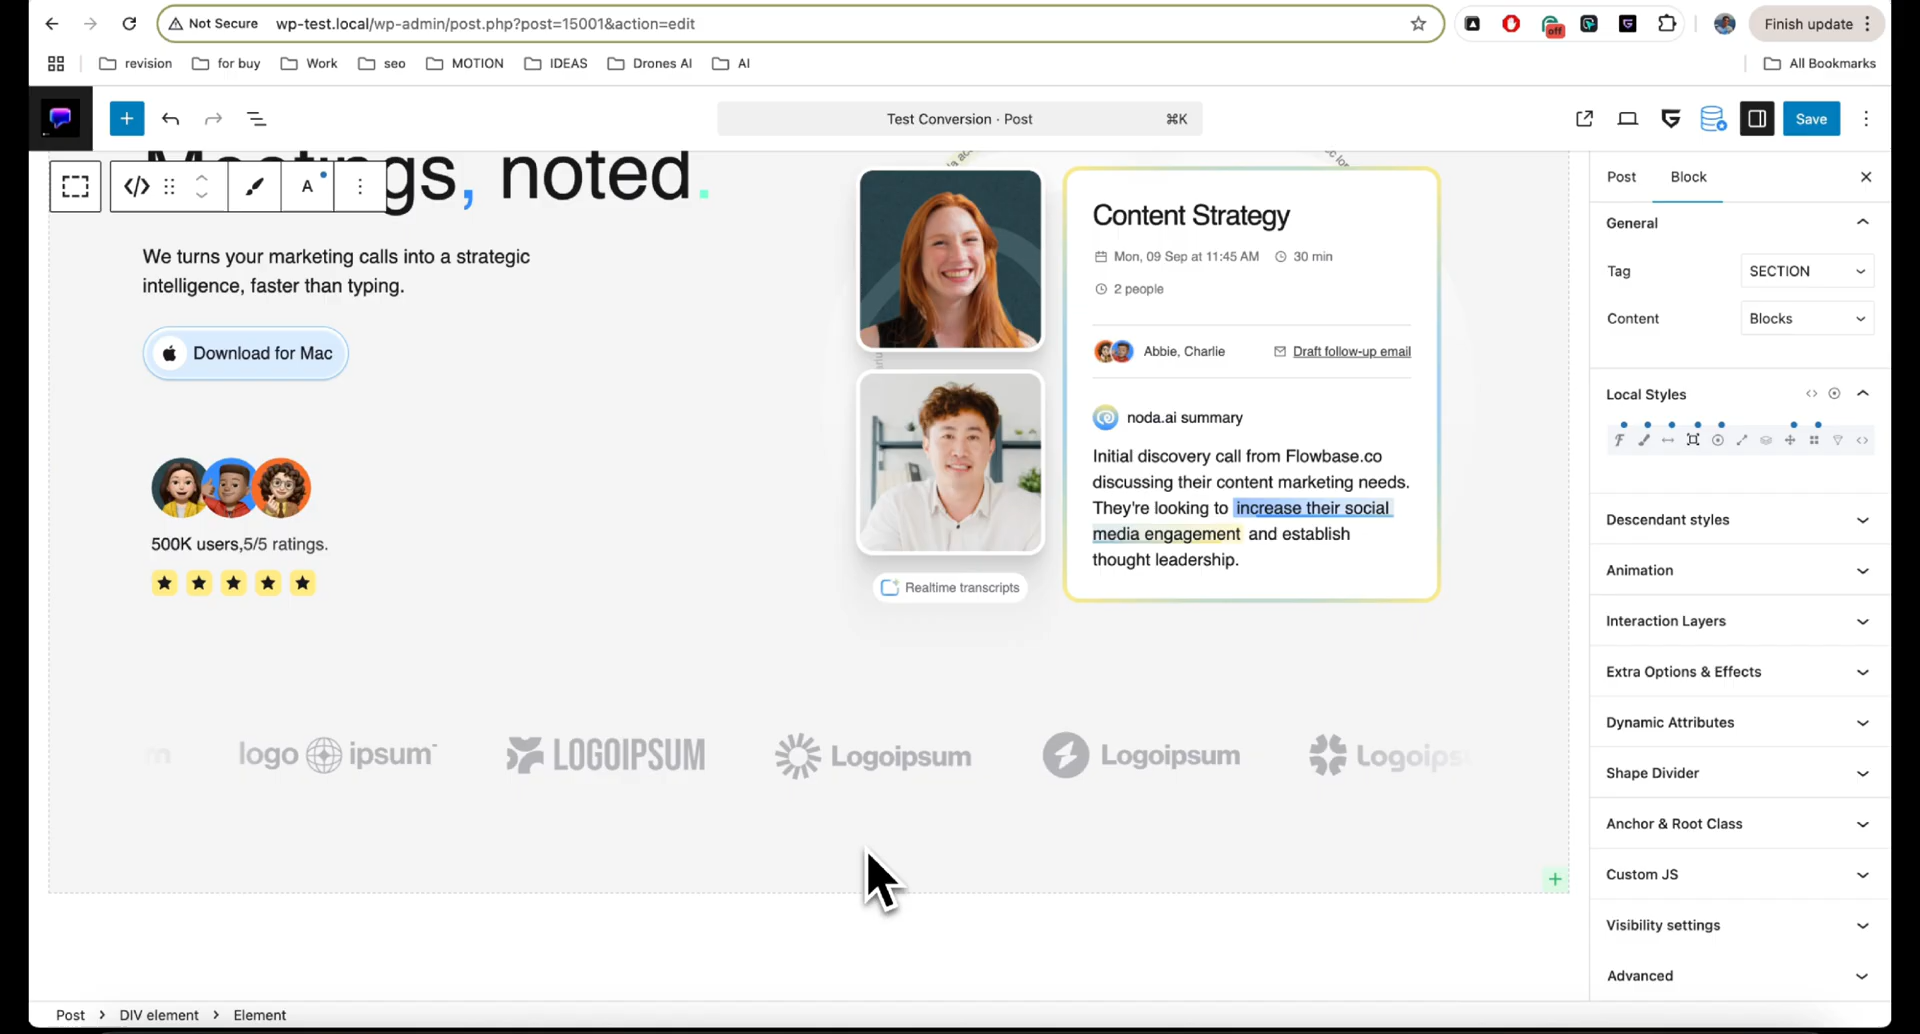 Not Secure wp-test.local/wp-admin/post.php?post=15001&action=edit
off
Finish update
revision for buy Work seo MOTION IDEAS Drones AI AI All Bookmarks
Test Conversion · Post ⌘K
Save
A
Meetings, noted.
We turns your marketing calls into a strategic
intelligence, faster than typing.
Download for Mac
500K users,5/5 ratings.
Content Strategy
Mon, 09 Sep at 11:45 AM 30 min
2 people
Abbie, Charlie Draft follow-up email
noda.ai summary
Initial discovery call from Flowbase.co
discussing their content marketing needs.
They're looking to increase their social
media engagement and establish
thought leadership.
Realtime transcripts
m logo ipsum LOGOIPSUM Logoipsum Logoipsum Logoips
Post Block
General
Tag SECTION
Content Blocks
Local Styles
Descendant styles
Animation
Interaction Layers
Extra Options & Effects
Dynamic Attributes
Shape Divider
Anchor & Root Class
Custom JS
Visibility settings
Advanced
Post > DIV element > Element